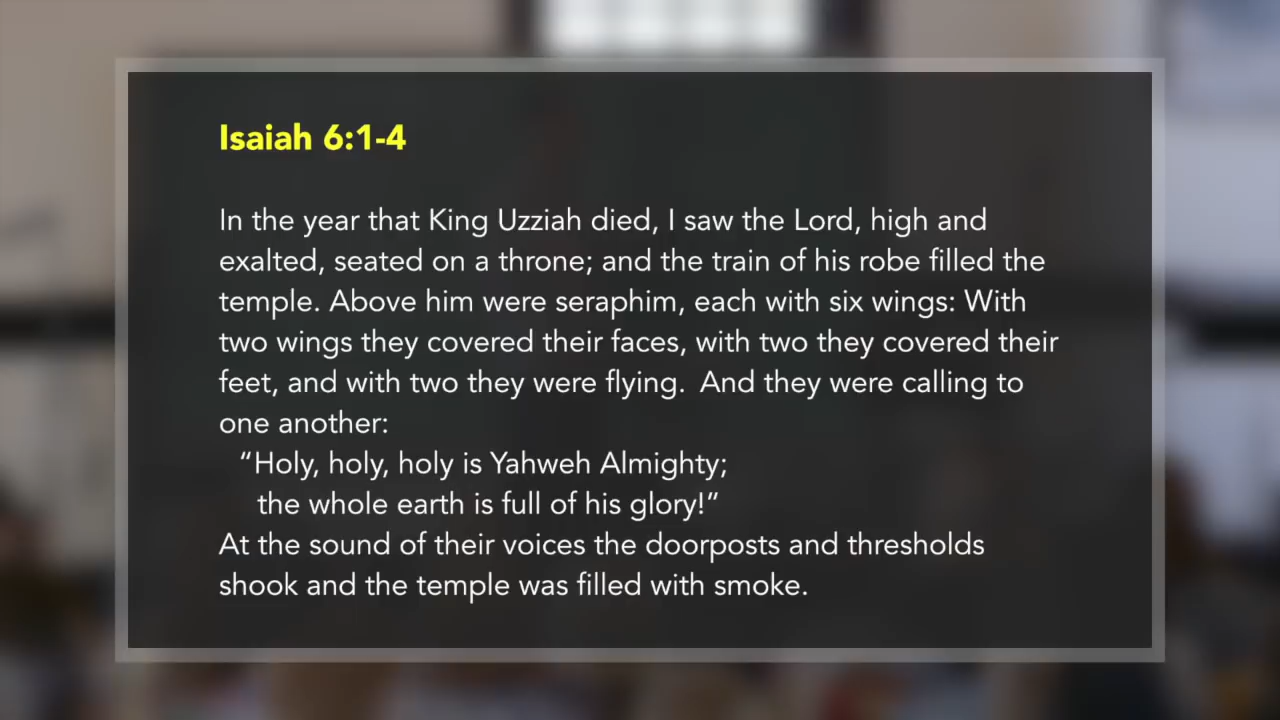 Isaiah 6:1-4
In the year that King Uzziah died, I saw the Lord, high and
exalted, seated on a throne; and the train of his robe filled the
temple. Above him were seraphim, each with six wings: With
two wings they covered their faces, with two they covered their
feet, and with two they were flying.  And they were calling to
one another:
“Holy, holy, holy is Yahweh Almighty;
the whole earth is full of his glory!”
At the sound of their voices the doorposts and thresholds
shook and the temple was filled with smoke.